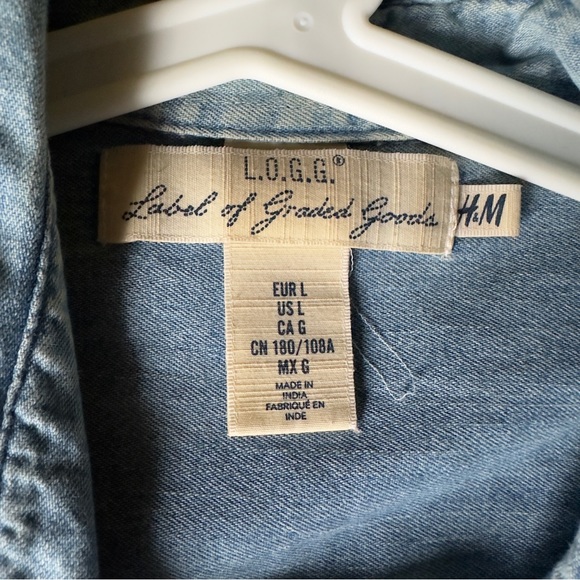 L.O.G.G.®
Label of Graded Goods
H&M
EUR L
US L
CA G
CN 180/108A
MX G
MADE IN
INDIA
FABRIQUÉ EN
INDE